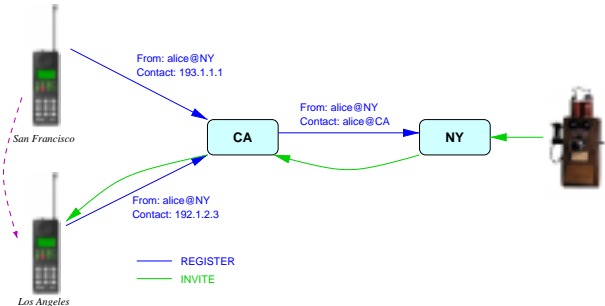 From: alice@NY
Contact: 193.1.1.1
From: alice@NY
Contact: alice@CA
San Francisco
CA
NY
From: alice@NY
Contact: 192.1.2.3
REGISTER
INVITE
Los Angeles